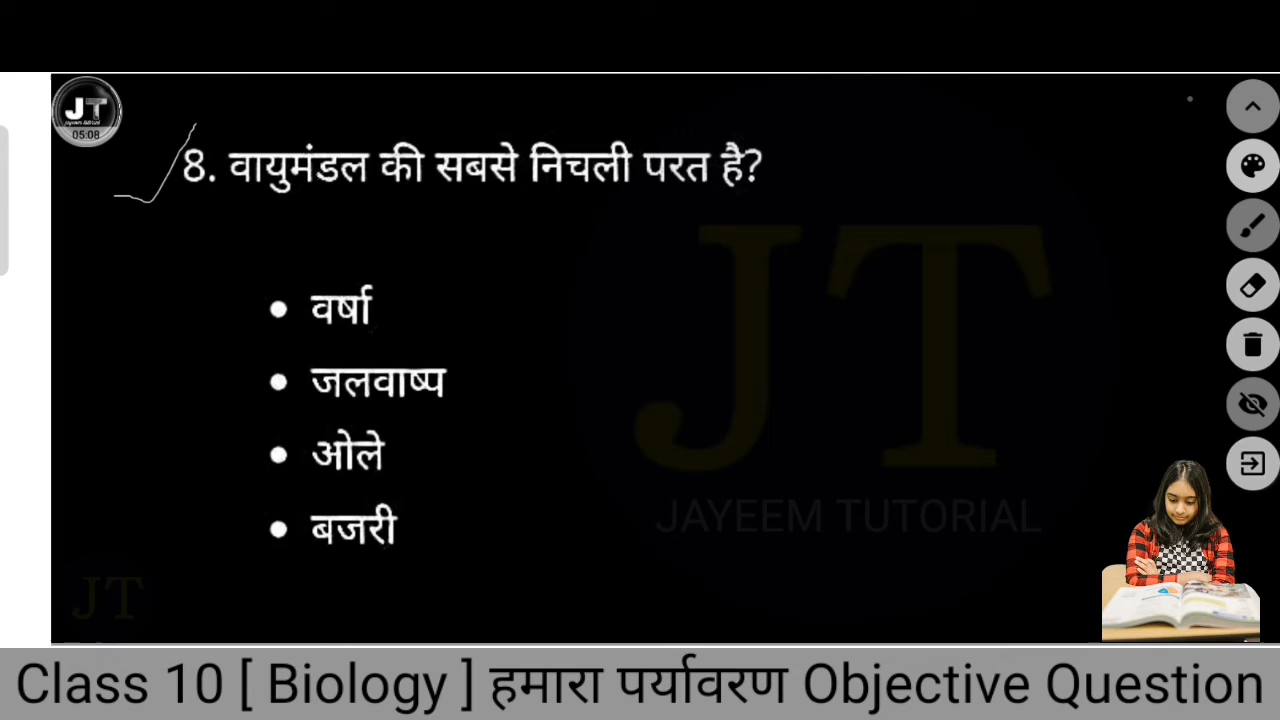 JT
05:08
8. वायुमंडल की सबसे निचली परत है?
• वर्षा
• जलवाष्प
• ओले
• बजरी
JT
JAYEEM TUTORIAL
JT
Class 10 [ Biology ] हमारा पर्यावरण Objective Question